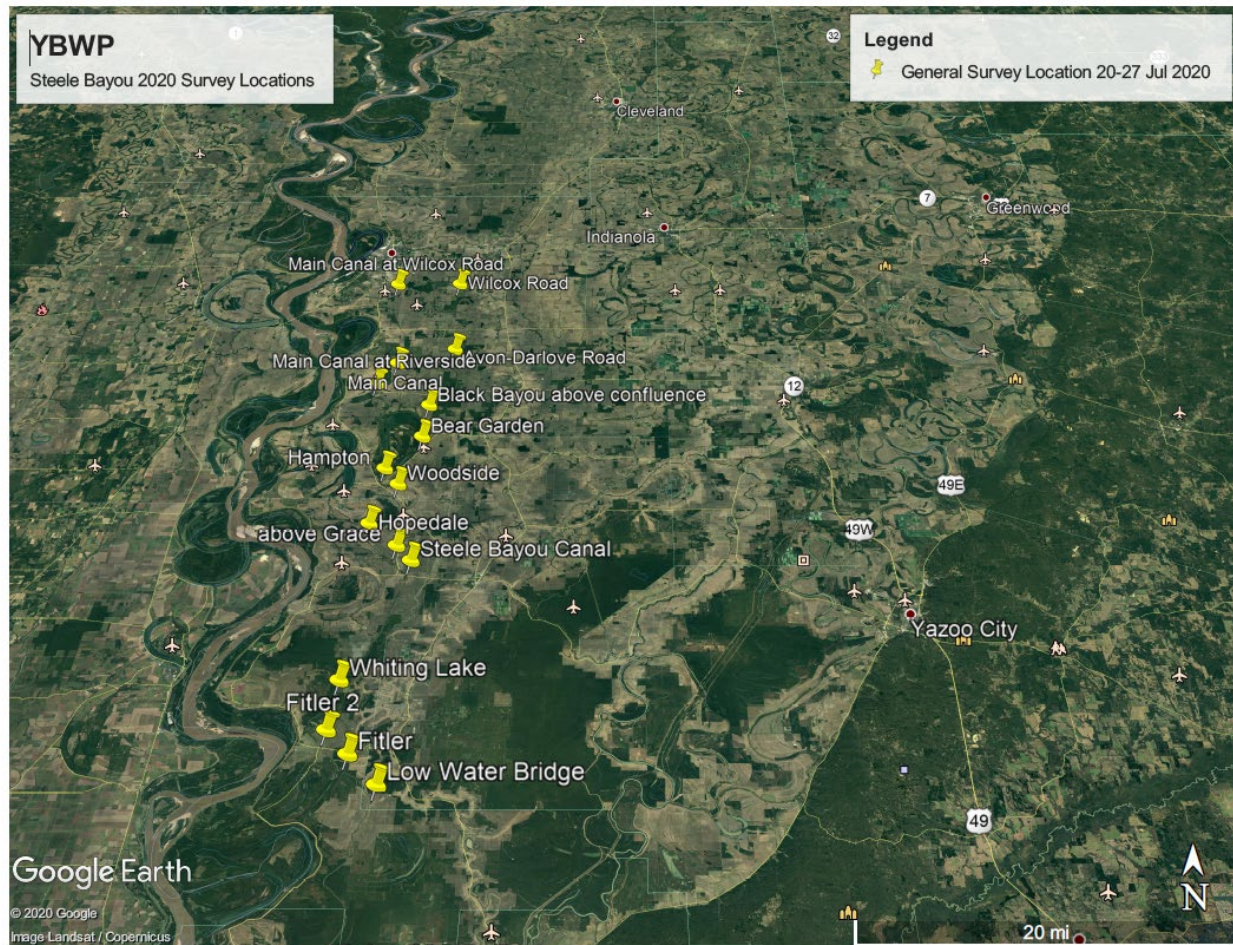 YBWP
Steele Bayou 2020 Survey Locations
Legend
General Survey Location 20-27 Jul 2020
1
32
Cleveland
7
Greenwood
Indianola
Main Canal at Wilcox Road
Wilcox Road
Main Canal at Riverside
Avon-Darlove Road
Main Canal
12
Black Bayou above confluence
Bear Garden
Hampton
Woodside
49E
Hopedale
49W
above Grace
Steele Bayou Canal
Yazoo City
Whiting Lake
Fitler 2
Fitler
Low Water Bridge
49
Google Earth
N
© 2020 Google
Image Landsat / Copernicus
20 mi